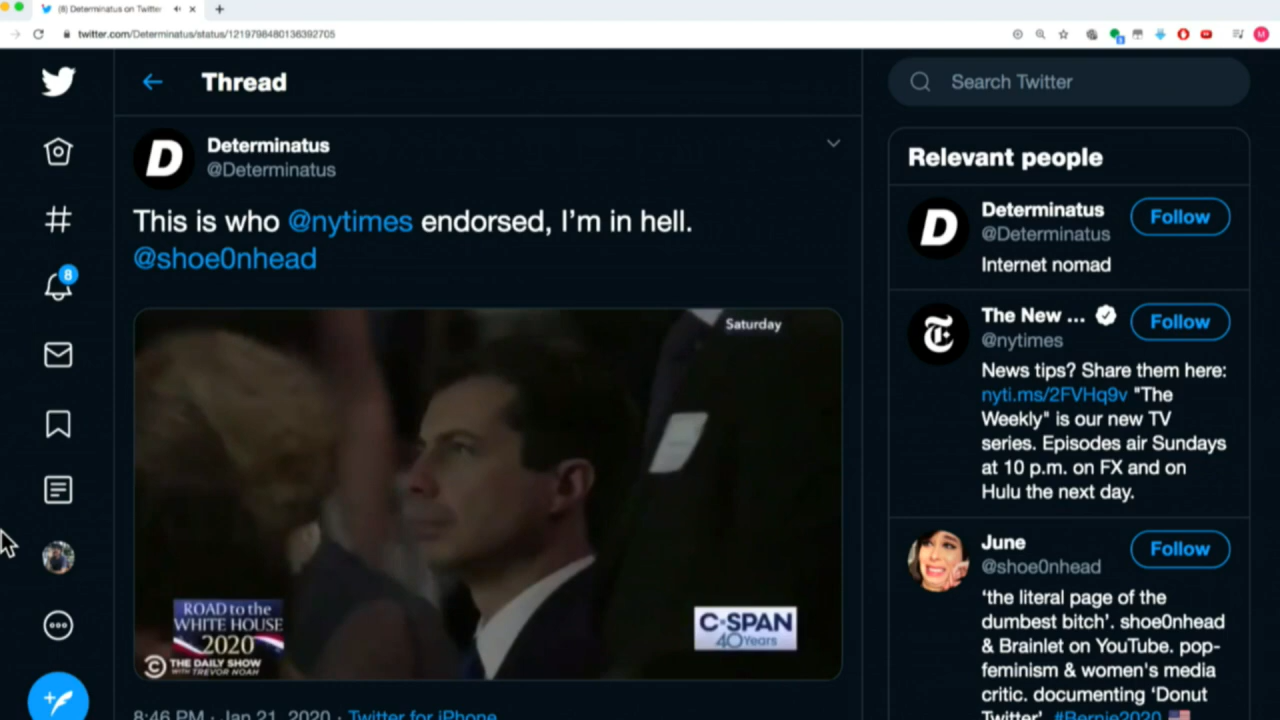 (8) Determinatus on Twitter
twitter.com/Determinatus/status/1219798480136392705
M
Thread
Search Twitter
D
Determinatus
@Determinatus
This is who @nytimes endorsed, I'm in hell.
@shoe0nhead
8
Saturday
ROAD to the
WHITE HOUSE
2020
THE DAILY SHOW
WITH TREVOR NOAH
C-SPAN
40Years
8:46 PM · Jan 21, 2020 · Twitter for iPhone
Relevant people
D
Determinatus
@Determinatus
Follow
Internet nomad
T
The New ...
@nytimes
Follow
News tips? Share them here:
nyti.ms/2FVHq9v "The
Weekly" is our new TV
series. Episodes air Sundays
at 10 p.m. on FX and on
Hulu the next day.
June
@shoe0nhead
Follow
‘the literal page of the
dumbest bitch’. shoe0nhead
& Brainlet on YouTube. pop-
feminism & women's media
critic. documenting ‘Donut
Twitter’. #Bernie2020